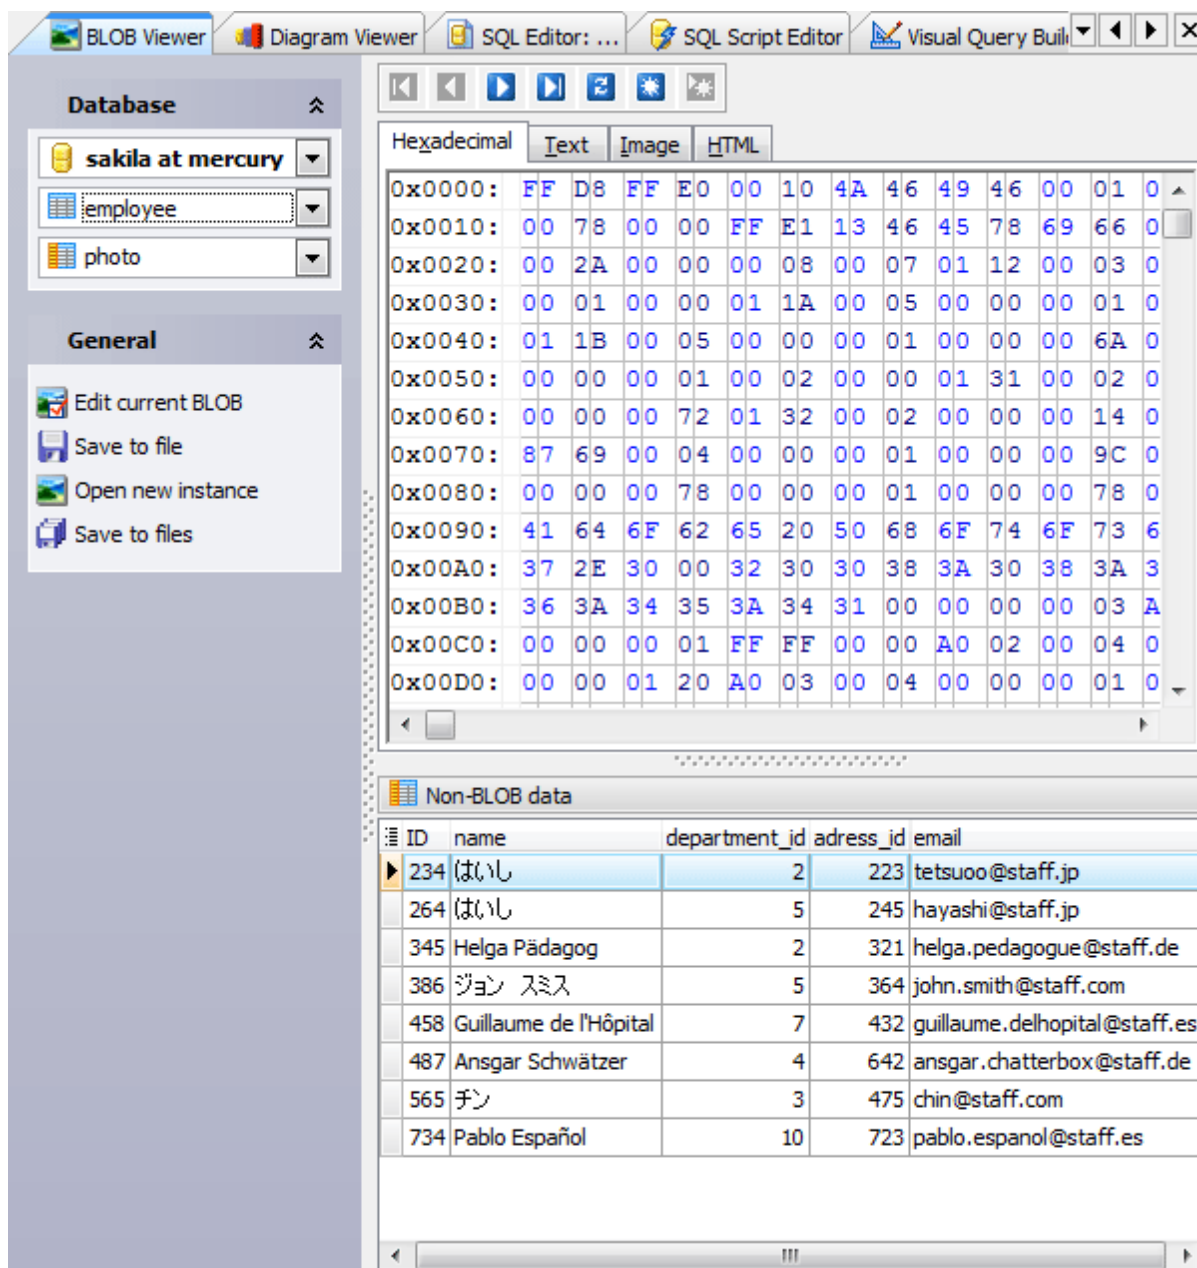 BLOB Viewer Diagram Viewer SQL Editor: ... SQL Script Editor Visual Query Buil
Database
sakila at mercury
employee
photo
General
Edit current BLOB
Save to file
Open new instance
Save to files
Hexadecimal Text Image HTML
0x0000: FF D8 FF E0 00 10 4A 46 49 46 00 01 0
0x0010: 00 78 00 00 FF E1 13 46 45 78 69 66 0
0x0020: 00 2A 00 00 00 08 00 07 01 12 00 03 0
0x0030: 00 01 00 00 01 1A 00 05 00 00 00 01 0
0x0040: 01 1B 00 05 00 00 00 01 00 00 00 6A 0
0x0050: 00 00 00 01 00 02 00 00 01 31 00 02 0
0x0060: 00 00 00 72 01 32 00 02 00 00 00 14 0
0x0070: 87 69 00 04 00 00 00 01 00 00 00 9C 0
0x0080: 00 00 00 78 00 00 00 01 00 00 00 78 0
0x0090: 41 64 6F 62 65 20 50 68 6F 74 6F 73 6
0x00A0: 37 2E 30 00 32 30 30 38 3A 30 38 3A 3
0x00B0: 36 3A 34 35 3A 34 31 00 00 00 00 03 A
0x00C0: 00 00 00 01 FF FF 00 00 A0 02 00 04 0
0x00D0: 00 00 01 20 A0 03 00 04 00 00 00 01 0
Non-BLOB data
ID name department_id adress_id email
234 はいし 2 223 tetsuoo@staff.jp
264 はいし 5 245 hayashi@staff.jp
345 Helga Pädagog 2 321 helga.pedagogue@staff.de
386 ジョン スミス 5 364 john.smith@staff.com
458 Guillaume de l'Hôpital 7 432 guillaume.delhopital@staff.es
487 Ansgar Schwätzer 4 642 ansgar.chatterbox@staff.de
565 チン 3 475 chin@staff.com
734 Pablo Español 10 723 pablo.espanol@staff.es